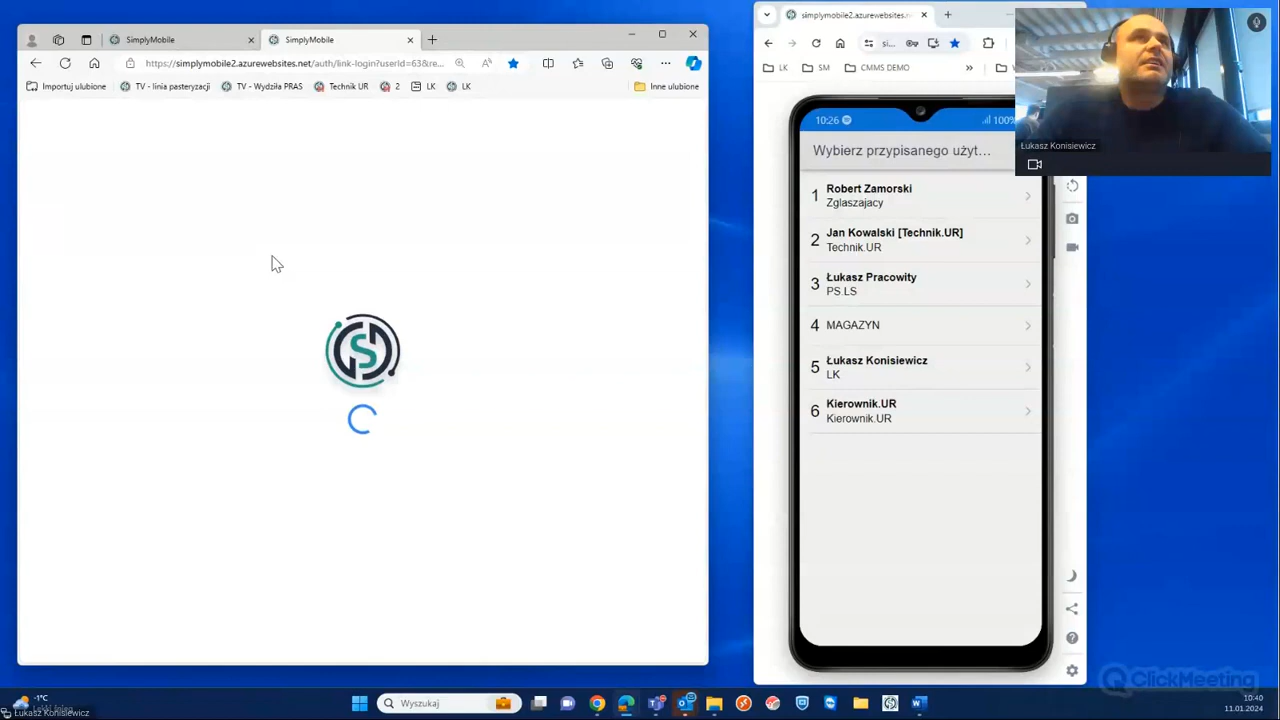 SimplyMobile
SimplyMobile
https://simplymobile2.azurewebsites.net/auth/link-login?userId=63&re...
Importuj ulubione
TV - linia pasteryzacji
TV - Wydziła PRAS
Technik UR
2
LK
LK
Inne ulubione
simplymobile2.azurewebsites.ne
si...
LK
SM
CMMS DEMO
10:26
100%
Wybierz przypisanego użyt...
1 Robert Zamorski
Zglaszajacy
2 Jan Kowalski [Technik.UR]
Technik.UR
3 Łukasz Pracowity
PS.LS
4 MAGAZYN
5 Łukasz Konisiewicz
LK
6 Kierownik.UR
Kierownik.UR
Łukasz Konisiewicz
ClickMeeting
-1°C
Łukasz Konisiewicz
Wyszukaj
10:40
11.01.2024